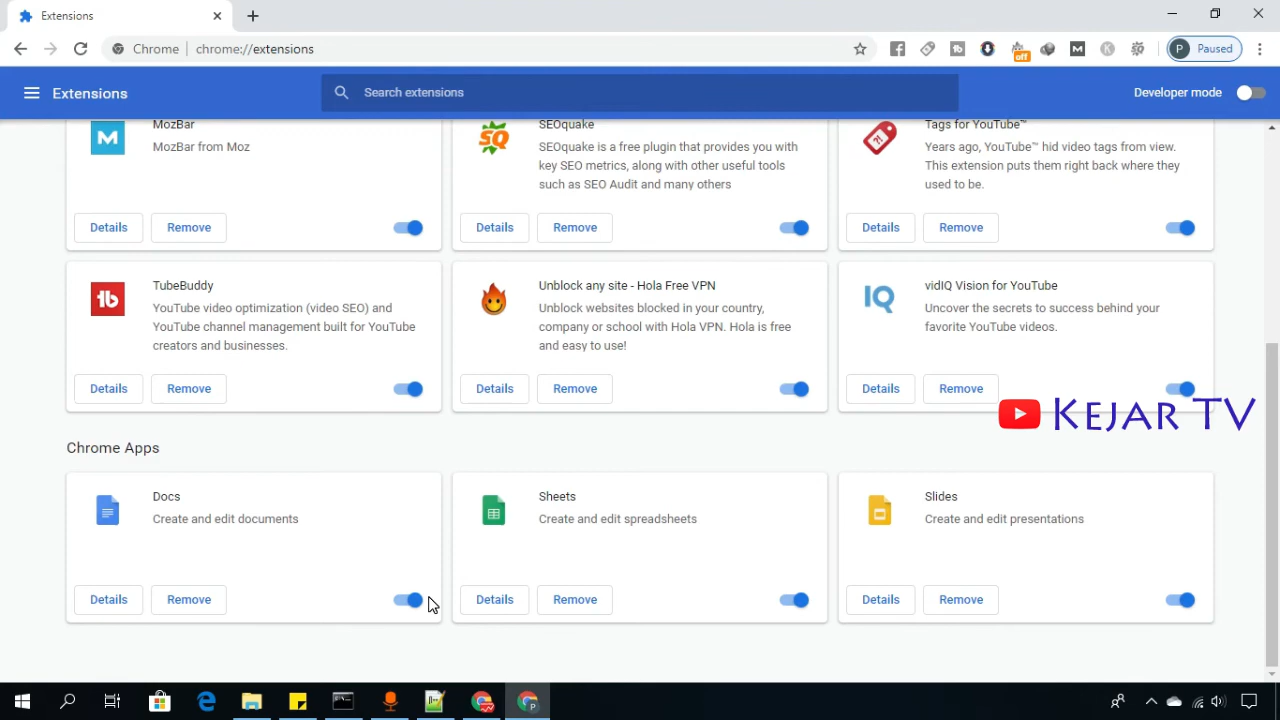 Extensions
Chrome
chrome://extensions
off
M
K
P Paused
Extensions
Search extensions
Developer mode
M
MozBar
MozBar from Moz
Details
Remove
SQ
SEOquake
SEOquake is a free plugin that provides you with
key SEO metrics, along with other useful tools
such as SEO Audit and many others
Details
Remove
Tags for YouTube™
Years ago, YouTube™ hid video tags from view.
This extension puts them right back where they
used to be.
Details
Remove
tb
TubeBuddy
YouTube video optimization (video SEO) and
YouTube channel management built for YouTube
creators and businesses.
Details
Remove
Unblock any site - Hola Free VPN
Unblock websites blocked in your country,
company or school with Hola VPN. Hola is free
and easy to use!
Details
Remove
IQ
vidIQ Vision for YouTube
Uncover the secrets to success behind your
favorite YouTube videos.
Details
Remove
Kejar TV
Chrome Apps
Docs
Create and edit documents
Details
Remove
Sheets
Create and edit spreadsheets
Details
Remove
Slides
Create and edit presentations
Details
Remove